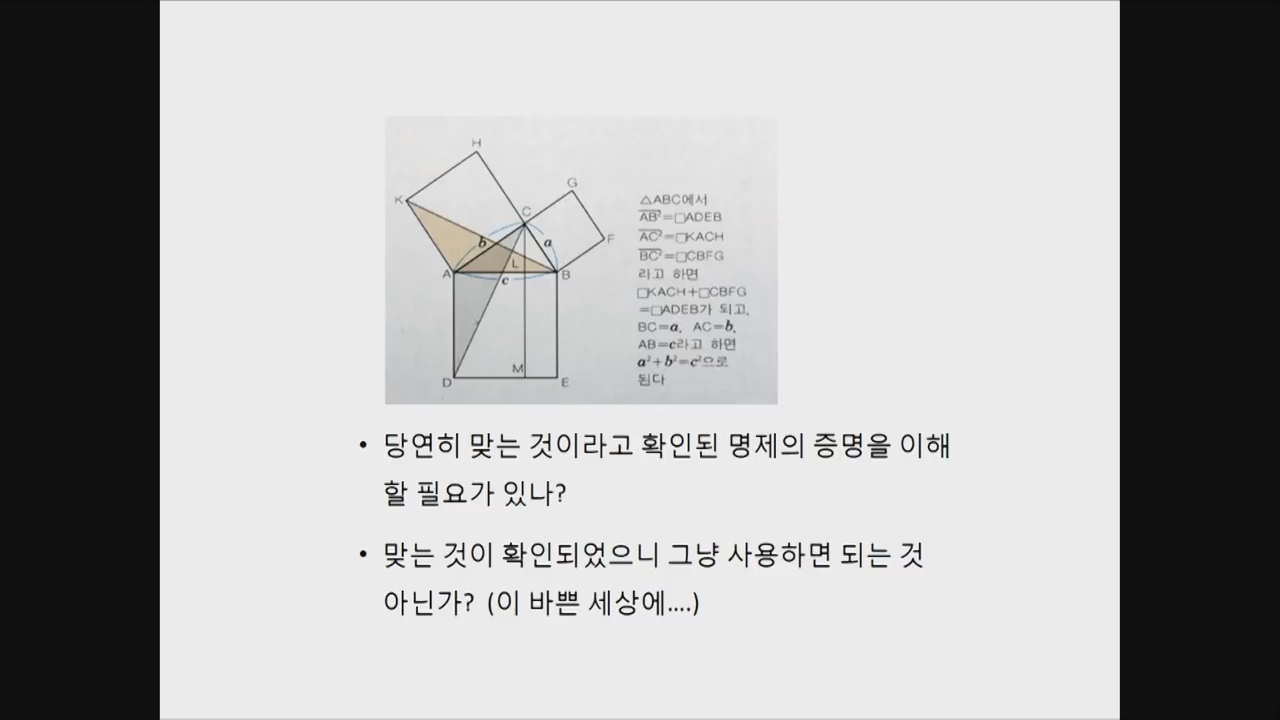 H
G
K
C
F
b
a
A
L
B
c
D
M
E
△ABC에서
AB²=□ADEB
AC²=□KACH
BC²=□CBFG
라고 하면
□KACH+□CBFG
=□ADEB가 되고,
BC=a, AC=b,
AB=c라고 하면
a²+b²=c²으로
된다
• 당연히 맞는 것이라고 확인된 명제의 증명을 이해
할 필요가 있나?
• 맞는 것이 확인되었으니 그냥 사용하면 되는 것
아닌가? (이 바쁜 세상에....)